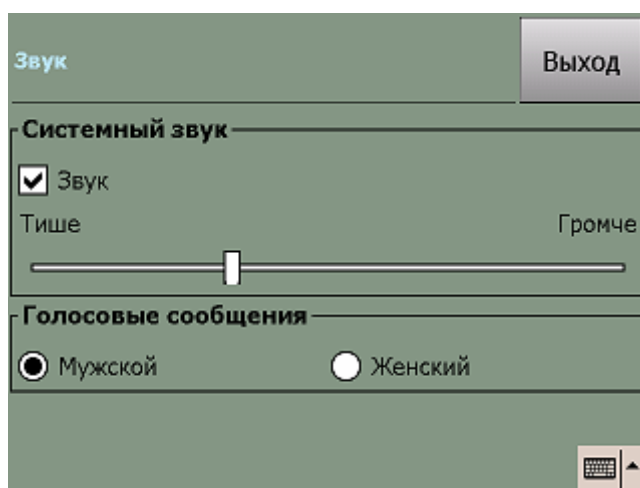 Звук
Выход
Системный звук
Звук
Тише Громче
Голосовые сообщения
Мужской Женский